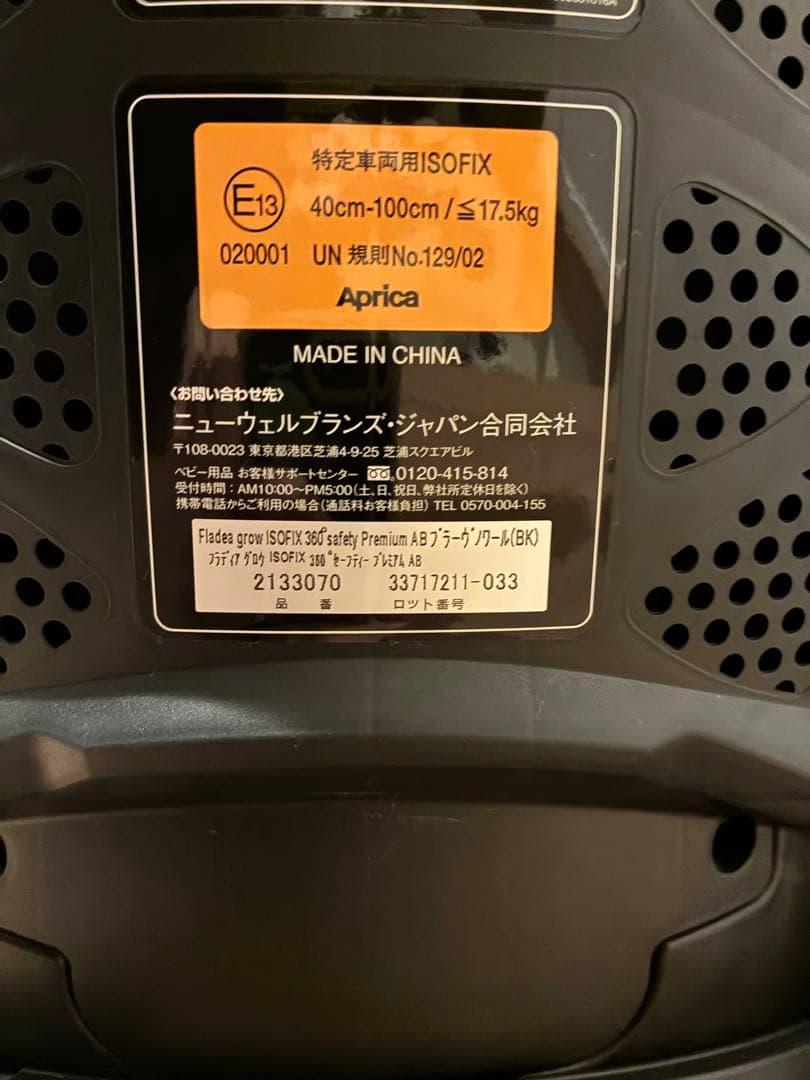 特定車両用ISOFIX
E13
40cm-100cm/≦17.5kg
020001 UN 規則No.129/02
Aprica
MADE IN CHINA
〈お問い合わせ先〉
ニューウェルブランズ・ジャパン合同会社
〒108-0023 東京都港区芝浦4-9-25 芝浦スクエアビル
ベビー用品 お客様サポートセンター 0120-415-814
受付時間:AM10:00〜PM5:00(土、日、祝日、弊社所定休日を除く)
携帯電話からご利用の場合(通話料お客様負担) TEL 0570-004-155
Fladea grow ISOFIX 360°safety Premium AB ブラーヴノワール(BK)
フラディア グロウ ISOFIX 360°セーフティー プレミアム AB
2133070 33717211-033
品 番 ロット番号